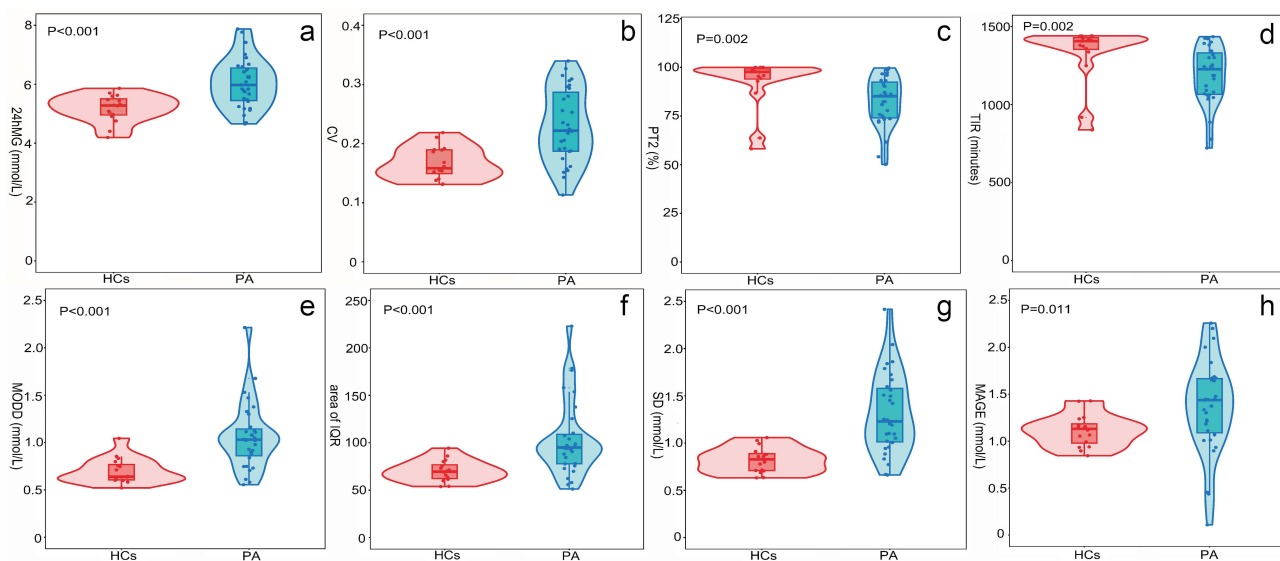 P<0.001
a
8
6
4
2
0
24hMG (mmol/L)
HCs PA
P<0.001
b
0.4
0.3
0.2
0.1
0
CV
HCs PA
P=0.002
c
125
100
75
50
25
0
PT2 (%)
HCs PA
P=0.002
d
1500
1000
1500
0
TIR (minutes)
HCs PA
P<0.001
e
2.5
2.0
1.5
1.0
0.5
0
MODD (mmol/L)
HCs PA
P<0.001
f
250
200
150
100
50
0
area of IQR
HCs PA
P<0.001
g
2.5
2.0
1.5
1.0
0.5
0
SD (mmol/L)
HCs PA
P=0.011
h
2.5
2.0
1.5
1.0
1.5
0
MAGE (mmol/L)
HCs PA